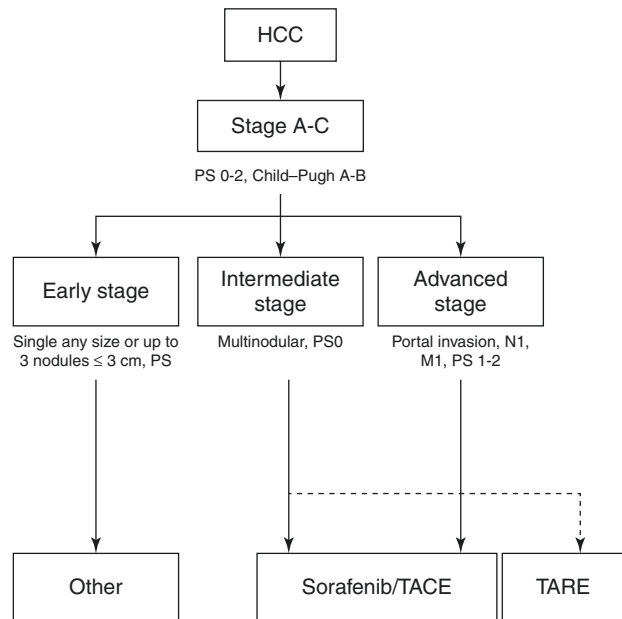 HCC
Stage A-C
PS 0-2, Child–Pugh A-B
Early stage
Single any size or up to
3 nodules ≤ 3 cm, PS
Intermediate
stage
Multinodular, PS0
Advanced
stage
Portal invasion, N1,
M1, PS 1-2
Other
Sorafenib/TACE
TARE